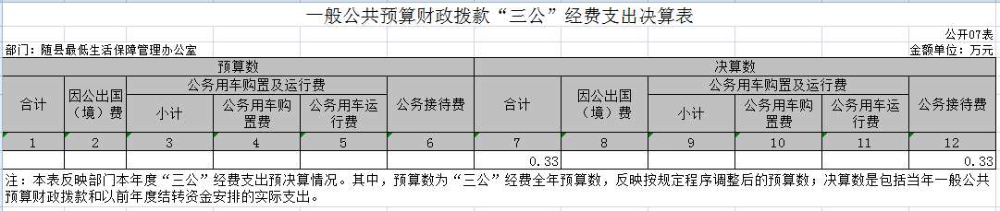 一般公共预算财政拨款“三公”经费支出决算表
公开07表
部门：随县最低生活保障管理办公室 金额单位：万元
预算数 决算数
合计 因公出国（境）费 公务用车购置及运行费 公务接待费 合计 因公出国（境）费 公务用车购置及运行费 公务接待费
小计 公务用车购置费 公务用车运行费 小计 公务用车购置费 公务用车运行费
1 2 3 4 5 6 7 8 9 10 11 12
0.33 0.33
注：本表反映部门本年度“三公”经费支出预决算情况。其中，预算数为“三公”经费全年预算数，反映按规定程序调整后的预算数；决算数是包括当年一般公共
预算财政拨款和以前年度结转资金安排的实际支出。